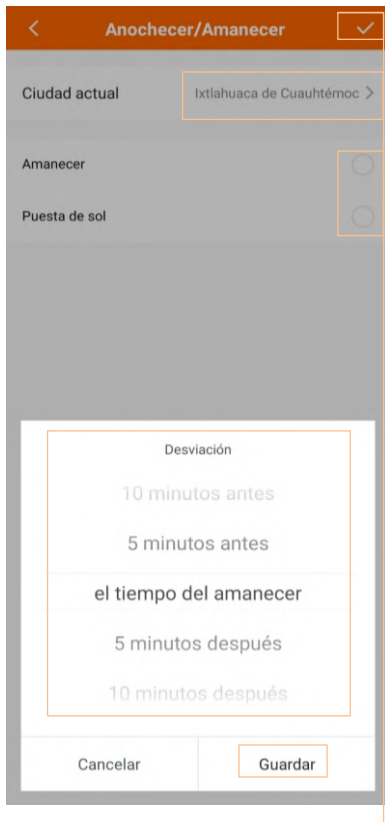 Anochecer/Amanecer
Ciudad actual Ixtlahuaca de Cuauhtémoc
Amanecer
Puesta de sol
Desviación
10 minutos antes
5 minutos antes
el tiempo del amanecer
5 minutos después
10 minutos después
Cancelar Guardar